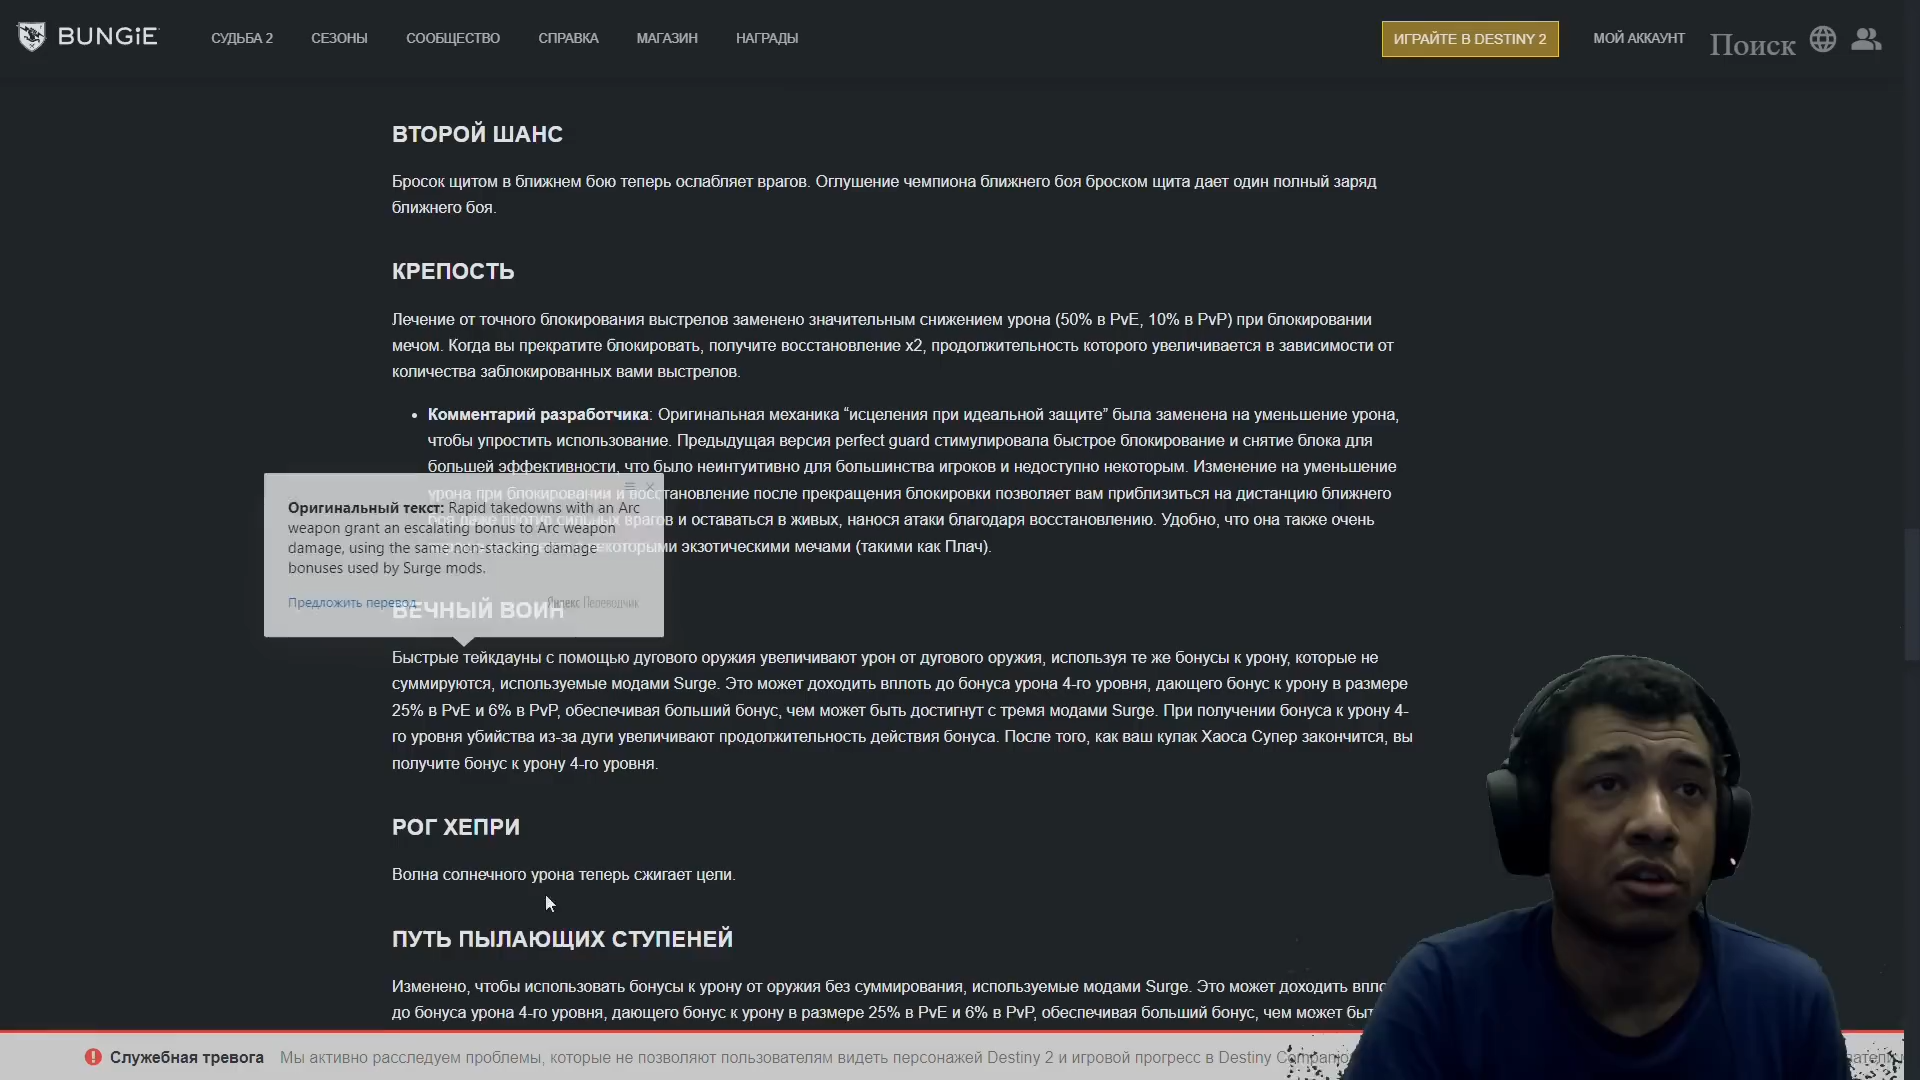 BUNGiE
СУДЬБА 2
СЕЗОНЫ
СООБЩЕСТВО
СПРАВКА
МАГАЗИН
НАГРАДЫ
ИГРАЙТЕ В DESTINY 2
МОЙ АККАУНТ
Поиск
ВТОРОЙ ШАНС
Бросок щитом в ближнем бою теперь ослабляет врагов. Оглушение чемпиона ближнего боя броском щита дает один полный заряд
ближнего боя.
КРЕПОСТЬ
Лечение от точного блокирования выстрелов заменено значительным снижением урона (50% в PvE, 10% в PvP) при блокировании
мечом. Когда вы прекратите блокировать, получите восстановление x2, продолжительность которого увеличивается в зависимости от
количества заблокированных вами выстрелов.
• Комментарий разработчика: Оригинальная механика “исцеления при идеальной защите” была заменена на уменьшение урона,
чтобы упростить использование. Предыдущая версия perfect guard стимулировала быстрое блокирование и снятие блока для
большей эффективности, что было неинтуитивно для большинства игроков и недоступно некоторым. Изменение на уменьшение
урона при блокировании и восстановление после прекращения блокировки позволяет вам приблизиться на дистанцию ближнего
боя даже против сильных врагов и оставаться в живых, нанося атаки благодаря восстановлению. Удобно, что она также очень
некоторыми экзотическими мечами (такими как Плач).
Оригинальный текст: Rapid takedowns with an Arc
weapon grant an escalating bonus to Arc weapon
damage, using the same non-stacking damage
bonuses used by Surge mods.
Предложить перевод
Яндекс Переводчик
ВЕЧНЫЙ ВОИН
Быстрые тейкдауны с помощью дугового оружия увеличивают урон от дугового оружия, используя те же бонусы к урону, которые не
суммируются, используемые модами Surge. Это может доходить вплоть до бонуса урона 4-го уровня, дающего бонус к урону в размере
25% в PvE и 6% в PvP, обеспечивая больший бонус, чем может быть достигнут с тремя модами Surge. При получении бонуса к урону 4-
го уровня убийства из-за дуги увеличивают продолжительность действия бонуса. После того, как ваш кулак Хаоса Супер закончится, вы
получите бонус к урону 4-го уровня.
РОГ ХЕПРИ
Волна солнечного урона теперь сжигает цели.
ПУТЬ ПЫЛАЮЩИХ СТУПЕНЕЙ
Изменено, чтобы использовать бонусы к урону от оружия без суммирования, используемые модами Surge. Это может доходить
до бонуса урона 4-го уровня, дающего бонус к урону в размере 25% в PvE и 6% в PvP, обеспечивая больший бонус, чем может
Служебная тревога
Мы активно расследуем проблемы, которые не позволяют пользователям видеть персонажей Destiny 2 и игровой прогресс в Destiny